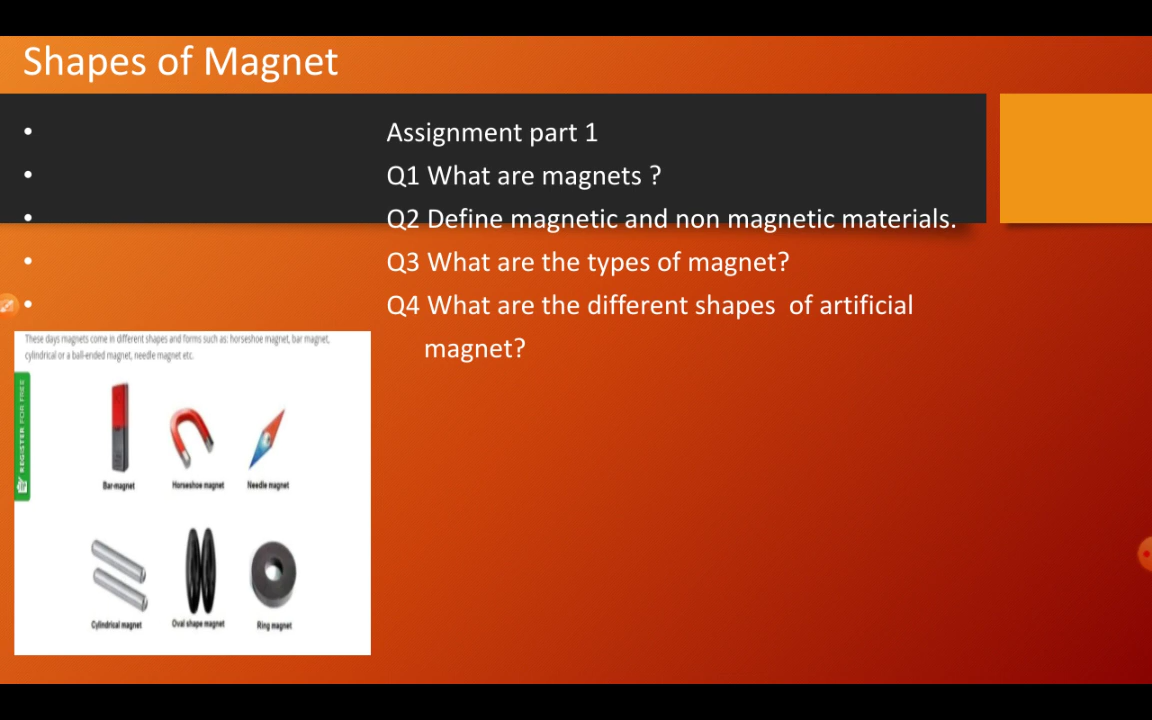 Shapes of Magnet
• Assignment part 1
• Q1 What are magnets ?
• Q2 Define magnetic and non magnetic materials.
• Q3 What are the types of magnet?
• Q4 What are the different shapes  of artificial
magnet?
These days magnets come in different shapes and forms such as: horseshoe magnet, bar magnet,
cylindrical or a ball-ended magnet, needle magnet etc.
REGISTER FOR FREE
Bar-magnet
Horseshoe magnet
Needle magnet
Cylindrical magnet
Oval shape magnet
Ring magnet